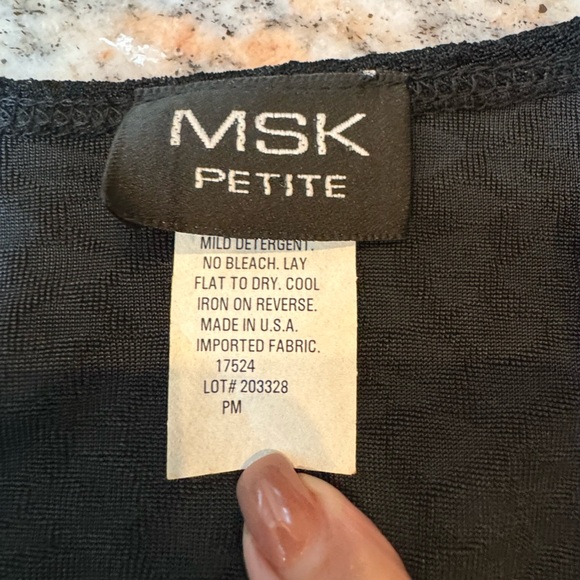 MSK
PETITE
MILD DETERGENT.
NO BLEACH. LAY
FLAT TO DRY. COOL
IRON ON REVERSE.
MADE IN U.S.A.
IMPORTED FABRIC.
17524
LOT# 203328
PM